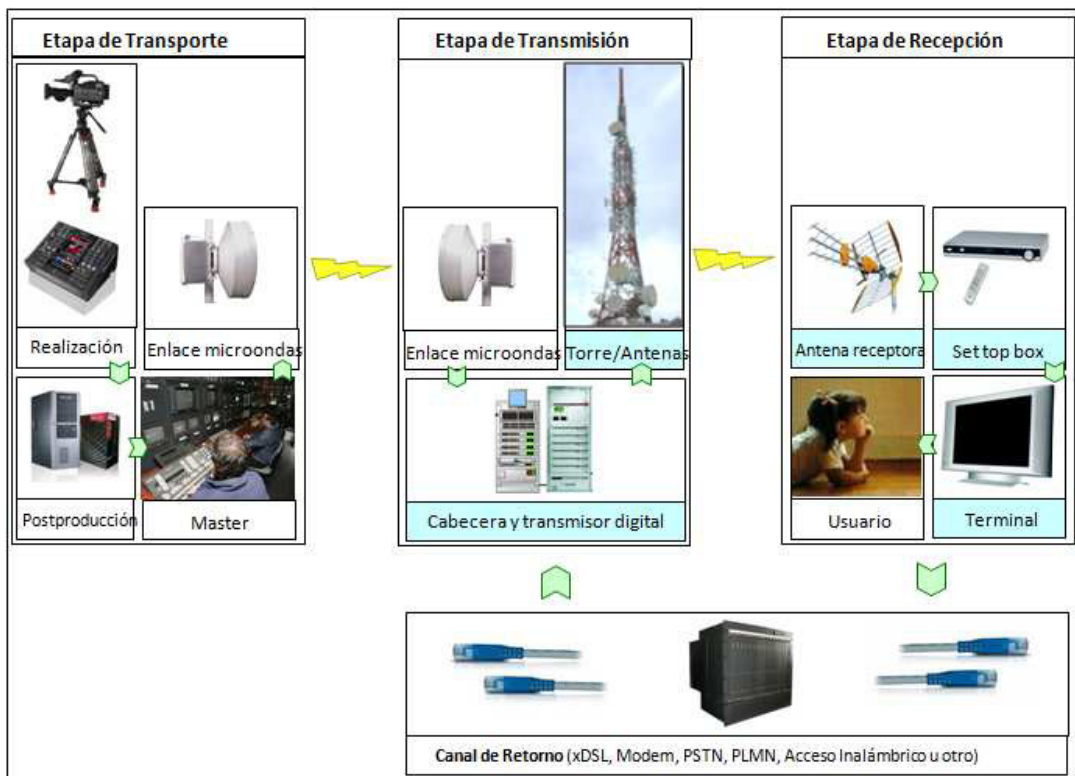 Etapa de Transporte
Realización
Enlace microondas
Postproducción
Master
Etapa de Transmisión
Enlace microondas
Torre/Antenas
Cabecera y transmisor digital
Etapa de Recepción
Antena receptora
Set top box
Usuario
Terminal
Canal de Retorno (xDSL, Modem, PSTN, PLMN, Acceso Inalámbrico u otro)